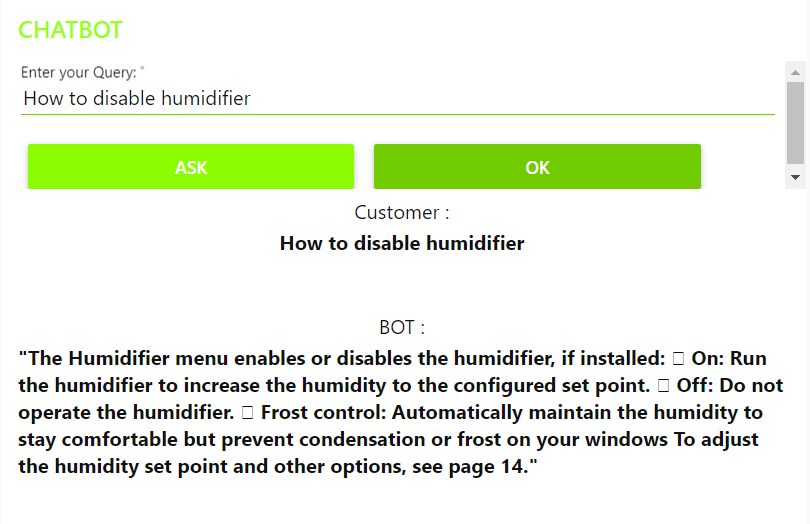 CHATBOT
Enter your Query: *
How to disable humidifier
ASK
OK
Customer :
How to disable humidifier
BOT :
"The Humidifier menu enables or disables the humidifier, if installed: □ On: Run
the humidifier to increase the humidity to the configured set point. □ Off: Do not
operate the humidifier. □ Frost control: Automatically maintain the humidity to
stay comfortable but prevent condensation or frost on your windows To adjust
the humidity set point and other options, see page 14."